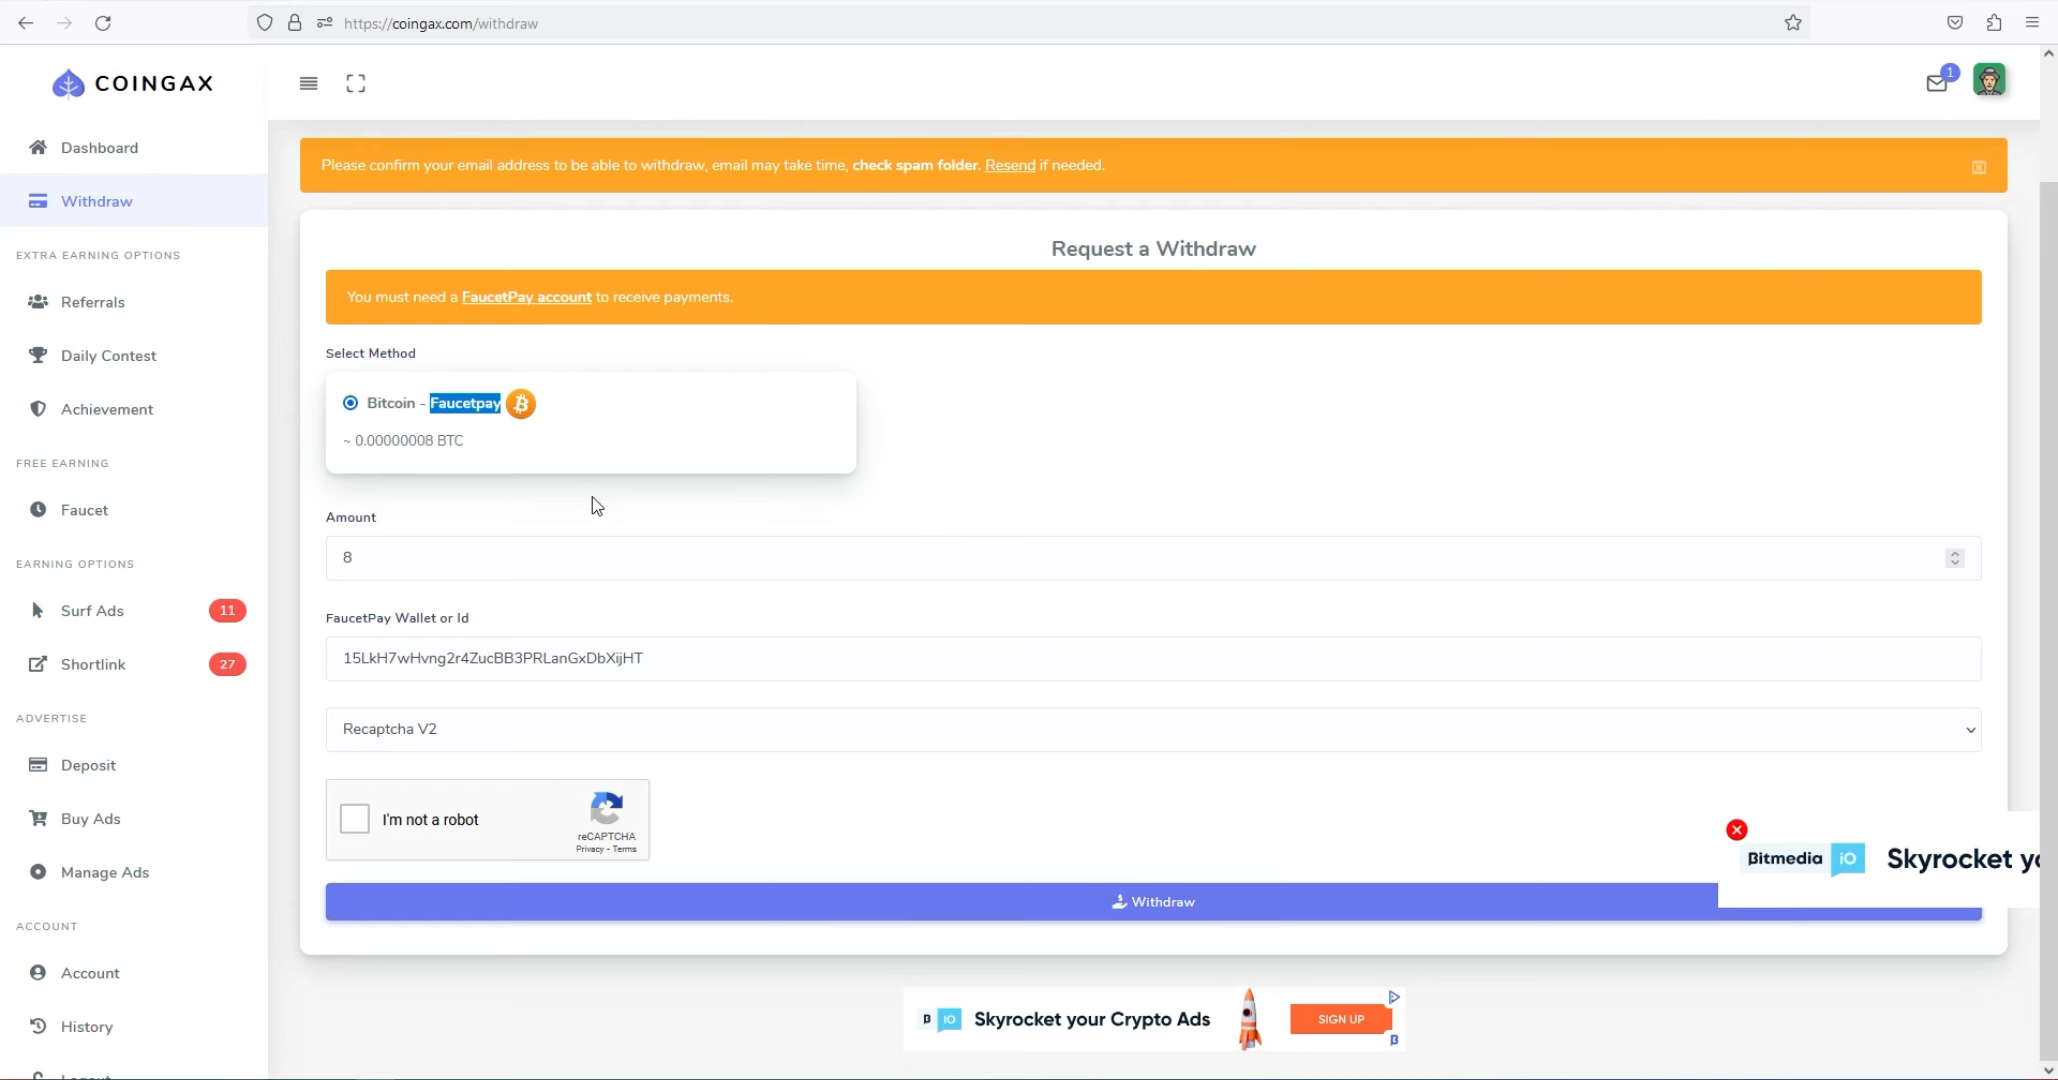 https://coingax.com/withdraw
COINGAX
1
Dashboard
Withdraw
EXTRA EARNING OPTIONS
Referrals
Daily Contest
Achievement
FREE EARNING
Faucet
EARNING OPTIONS
Surf Ads 11
Shortlink 27
ADVERTISE
Deposit
Buy Ads
Manage Ads
ACCOUNT
Account
History
Please confirm your email address to be able to withdraw, email may take time, check spam folder. Resend if needed.
Request a Withdraw
You must need a FaucetPay account to receive payments.
Select Method
Bitcoin - Faucetpay
~ 0.00000008 BTC
Amount
8
FaucetPay Wallet or Id
15LkH7wHvng2r4ZucBB3PRLanGxDbXijHT
Recaptcha V2
I'm not a robot
reCAPTCHA
Privacy - Terms
Withdraw
Bitmedia iO Skyrocket yo
B IO Skyrocket your Crypto Ads SIGN UP